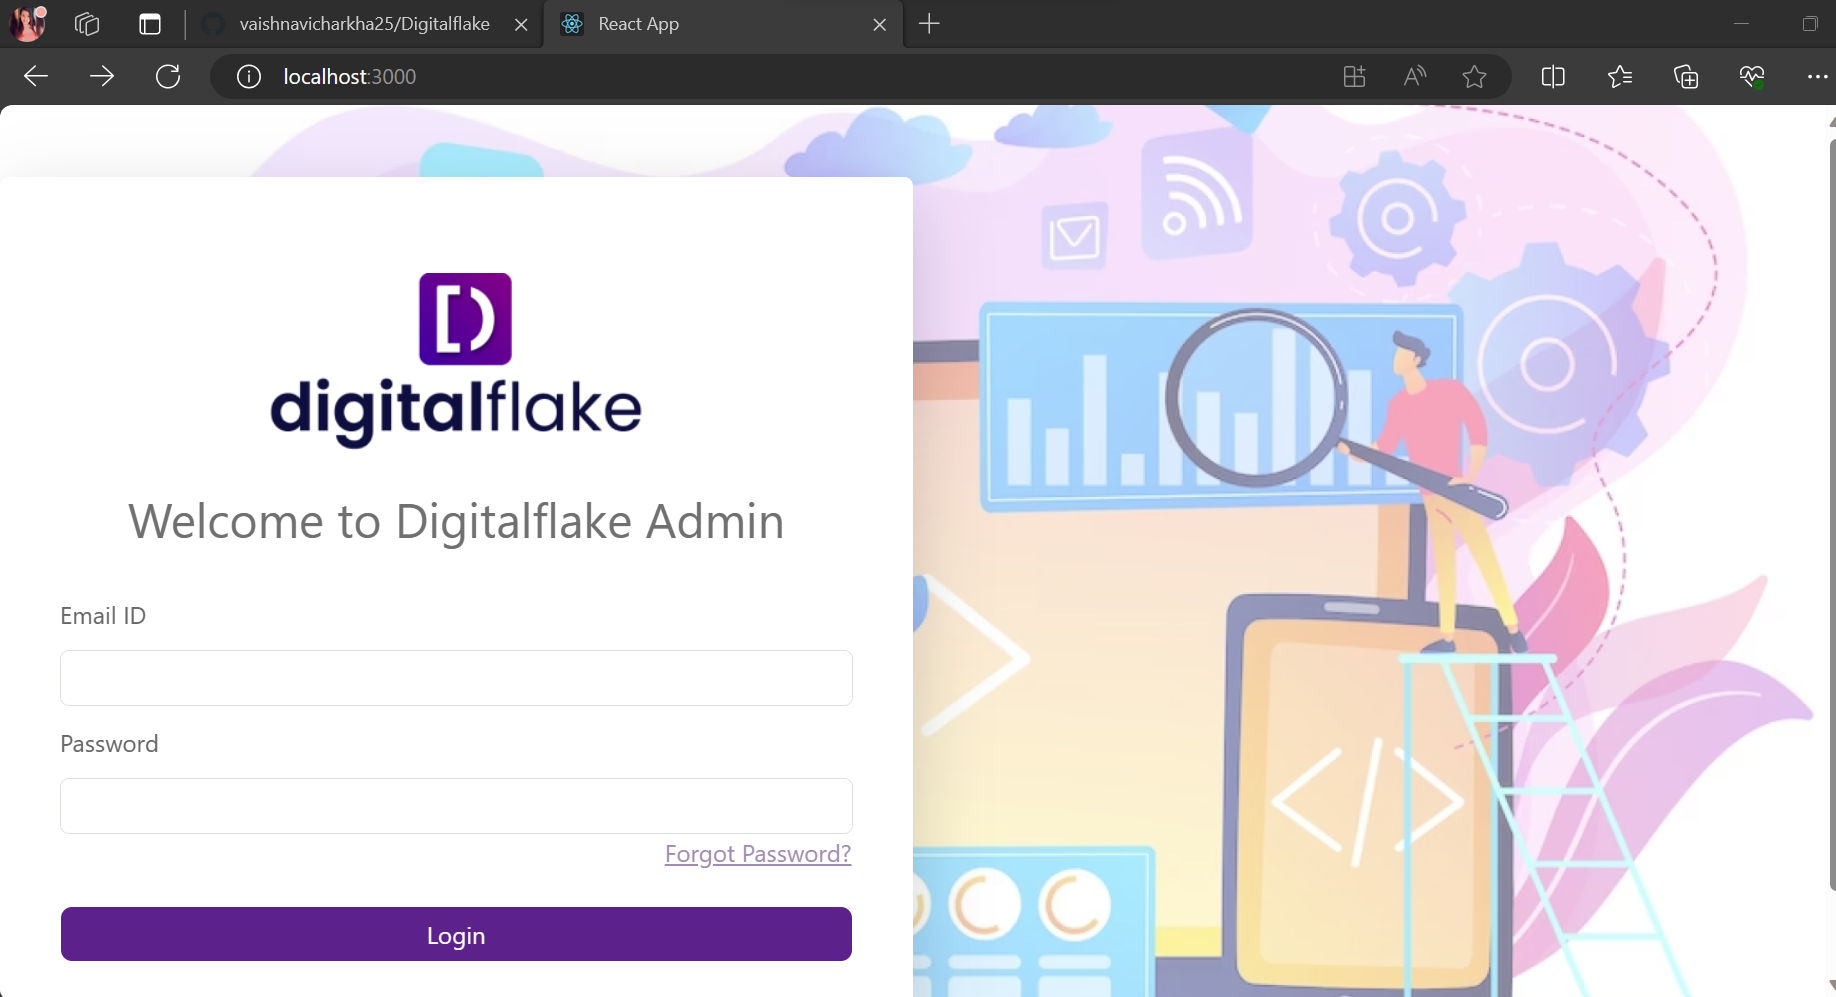 vaishnavicharkha25/Digitalflake
React App
localhost:3000
digitalflake
Welcome to Digitalflake Admin
Email ID
Password
Forgot Password?
Login